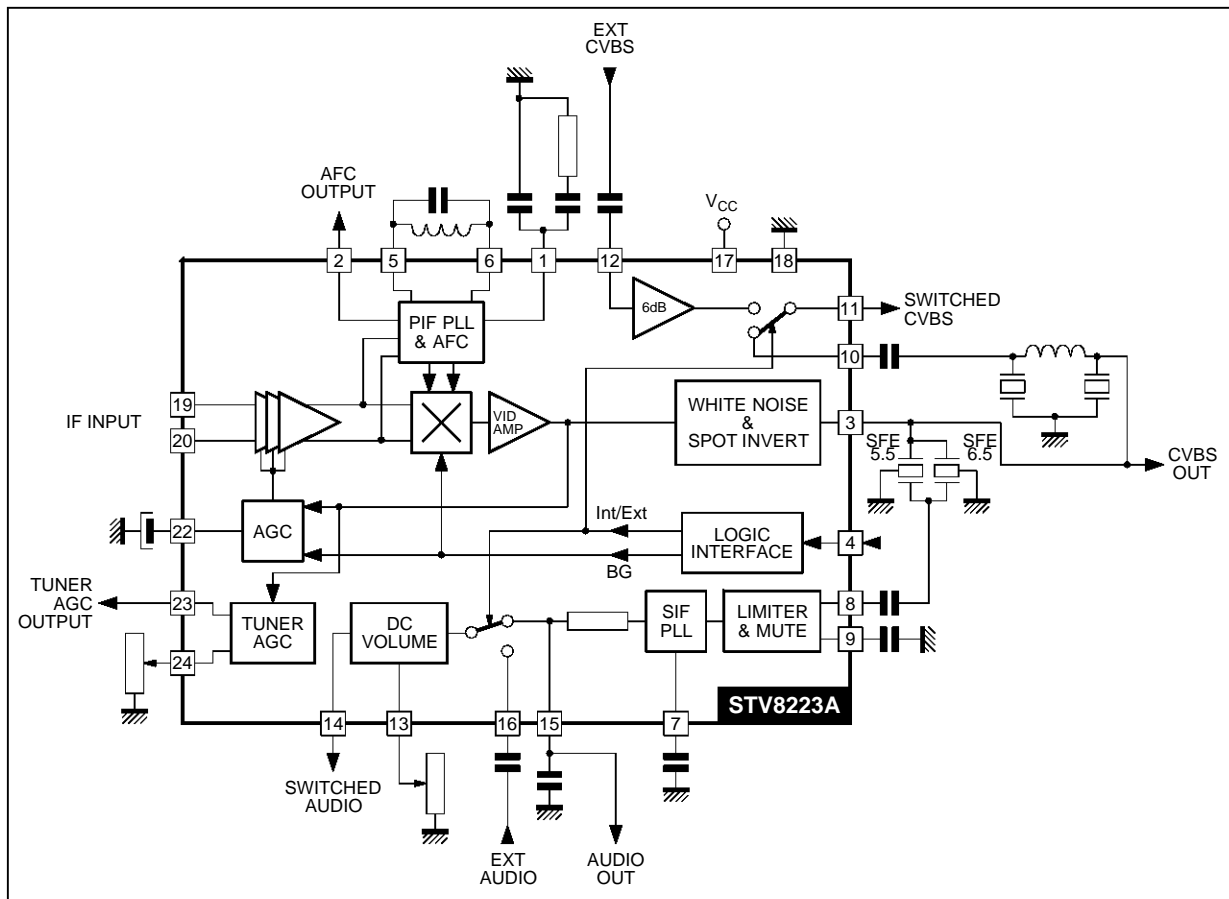 EXT
CVBS
AFC
OUTPUT
VCC
2
5
6
1
12
17
18
PIF PLL
& AFC
6dB
11
SWITCHED
CVBS
10
19
IF INPUT
20
VID
AMP
WHITE NOISE
&
SPOT INVERT
3
SFE
5.5
SFE
6.5
CVBS
OUT
22
AGC
Int/Ext
BG
LOGIC
INTERFACE
4
TUNER
AGC
OUTPUT
23
24
TUNER
AGC
DC
VOLUME
SIF
PLL
LIMITER
& MUTE
8
9
STV8223A
14
13
16
15
7
SWITCHED
AUDIO
EXT
AUDIO
AUDIO
OUT